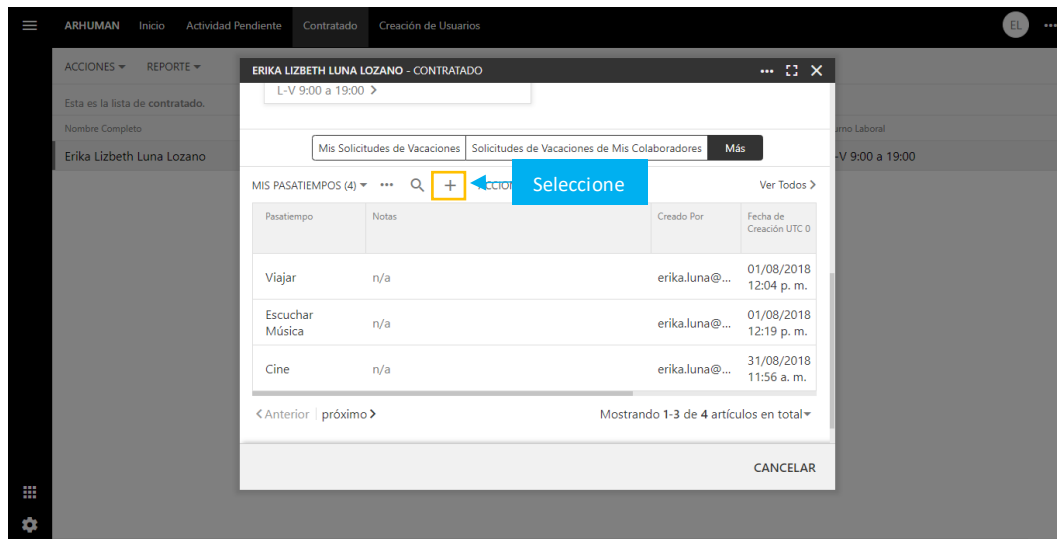 ARHUMAN Inicio Actividad Pendiente Contratado Creación de Usuarios EL
ACCIONES REPORTE
ERIKA LIZBETH LUNA LOZANO - CONTRATADO
L-V 9:00 a 19:00
Esta es la lista de contratado.
Nombre Completo
Erika Lizbeth Luna Lozano
-V 9:00 a 19:00
Mis Solicitudes de Vacaciones Solicitudes de Vacaciones de Mis Colaboradores Más
MIS PASATIEMPOS (4) Seleccione Ver Todos
Pasatiempo Notas Creado Por Fecha de
Creación UTC 0
Viajar n/a erika.luna@... 01/08/2018
12:04 p. m.
Escuchar
Música n/a erika.luna@... 01/08/2018
12:19 p. m.
Cine n/a erika.luna@... 31/08/2018
11:56 a. m.
Anterior próximo Mostrando 1-3 de 4 artículos en total
CANCELAR